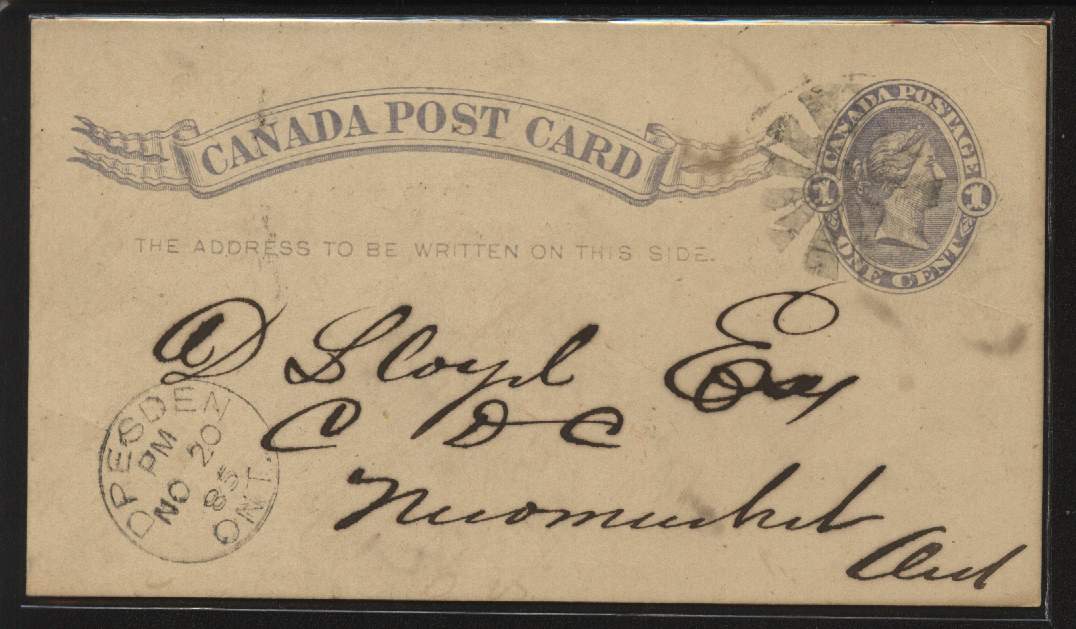 CANADA POST CARD
CANADA POSTAGE
1 1
ONE CENT
THE ADDRESS TO BE WRITTEN ON THIS SIDE.
D Lloyd Esq
C D C
Newmarket
Ont
DRESDEN
PM
NO 20
85
ONT.